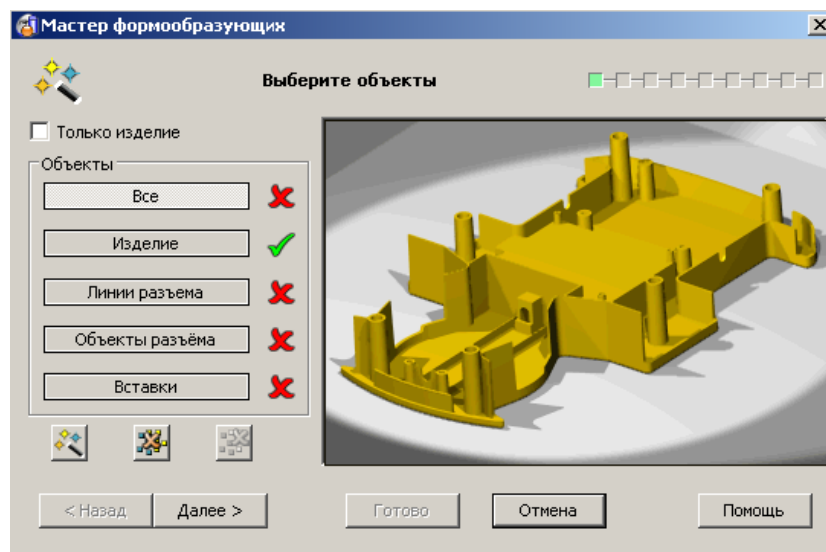 Мастер формообразующих
Выберите объекты
Только изделие
Объекты
Все
Изделие
Линии разъема
Объекты разъёма
Вставки
< Назад
Далее >
Готово
Отмена
Помощь